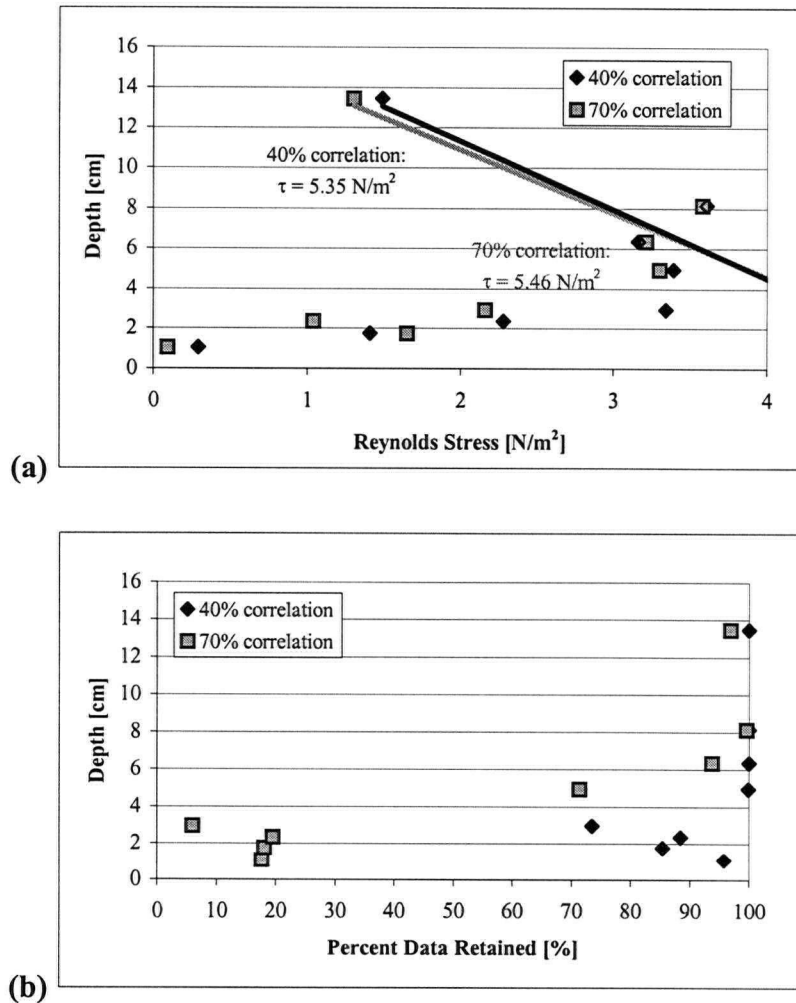 16
14
12
10
8
6
4
2
0
Depth [cm]
40% correlation
70% correlation
40% correlation:
τ = 5.35 N/m²
70% correlation:
τ = 5.46 N/m²
0 1 2 3 4
Reynolds Stress [N/m²]
(a)
16
14
12
10
8
6
4
2
0
Depth [cm]
40% correlation
70% correlation
0 10 20 30 40 50 60 70 80 90 100
Percent Data Retained [%]
(b)